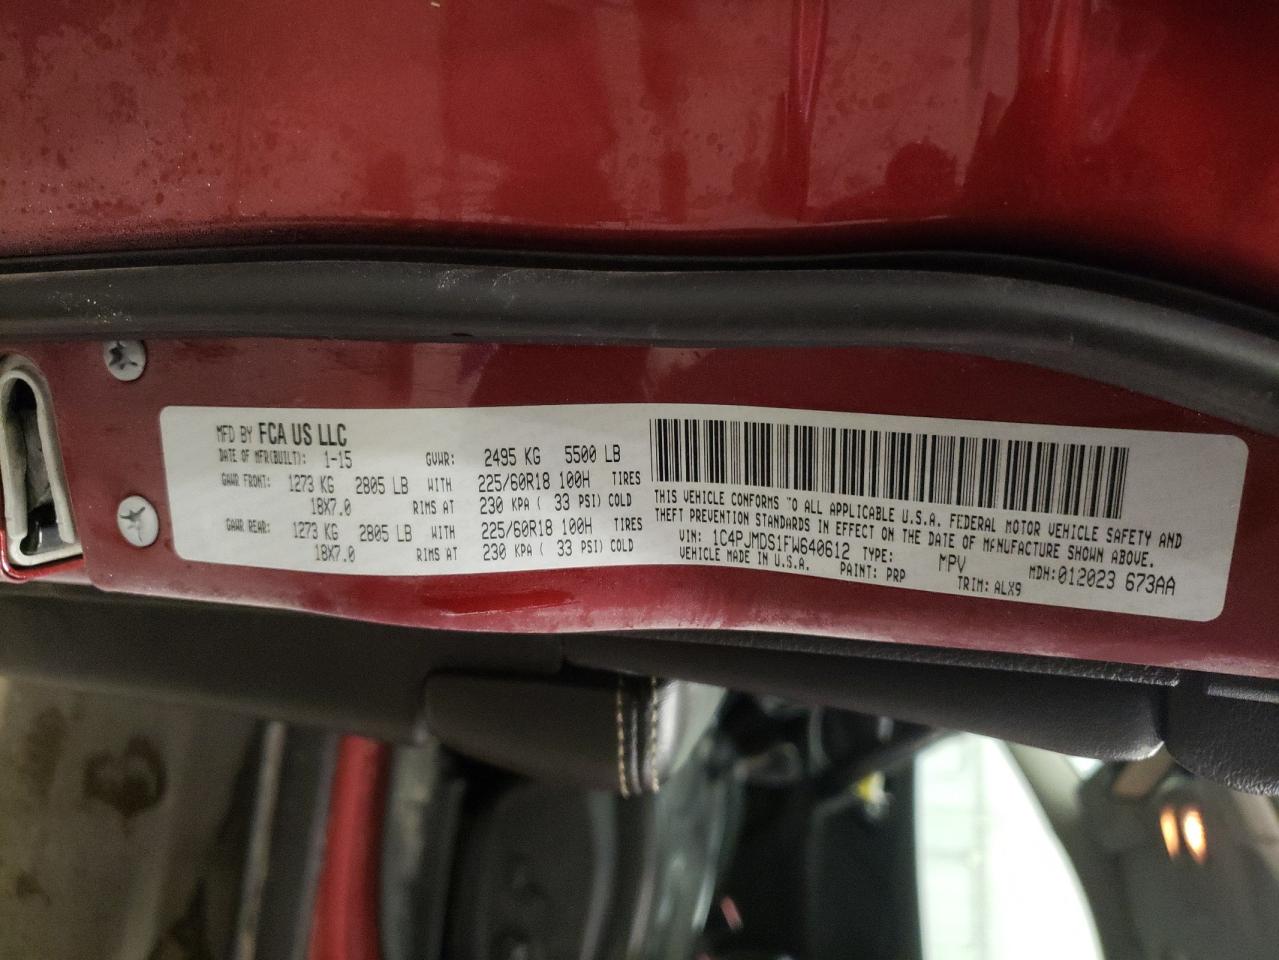 MFD BY FCA US LLC
DATE OF MFR(BUILT): 1-15 GVWR: 2495 KG 5500 LB
GAWR FRONT: 1273 KG 2805 LB WITH 225/60R18 100H TIRES
18X7.0 RIMS AT 230 KPA ( 33 PSI) COLD
GAWR REAR: 1273 KG 2805 LB WITH 225/60R18 100H TIRES
18X7.0 RIMS AT 230 KPA ( 33 PSI) COLD
THIS VEHICLE CONFORMS TO ALL APPLICABLE U.S.A. FEDERAL MOTOR VEHICLE SAFETY AND
THEFT PREVENTION STANDARDS IN EFFECT ON THE DATE OF MANUFACTURE SHOWN ABOVE.
VIN: 1C4PJMDS1FW640612 TYPE: MPV MDH:012023 673AA
VEHICLE MADE IN U.S.A. PAINT: PRP TRIM: ALX9